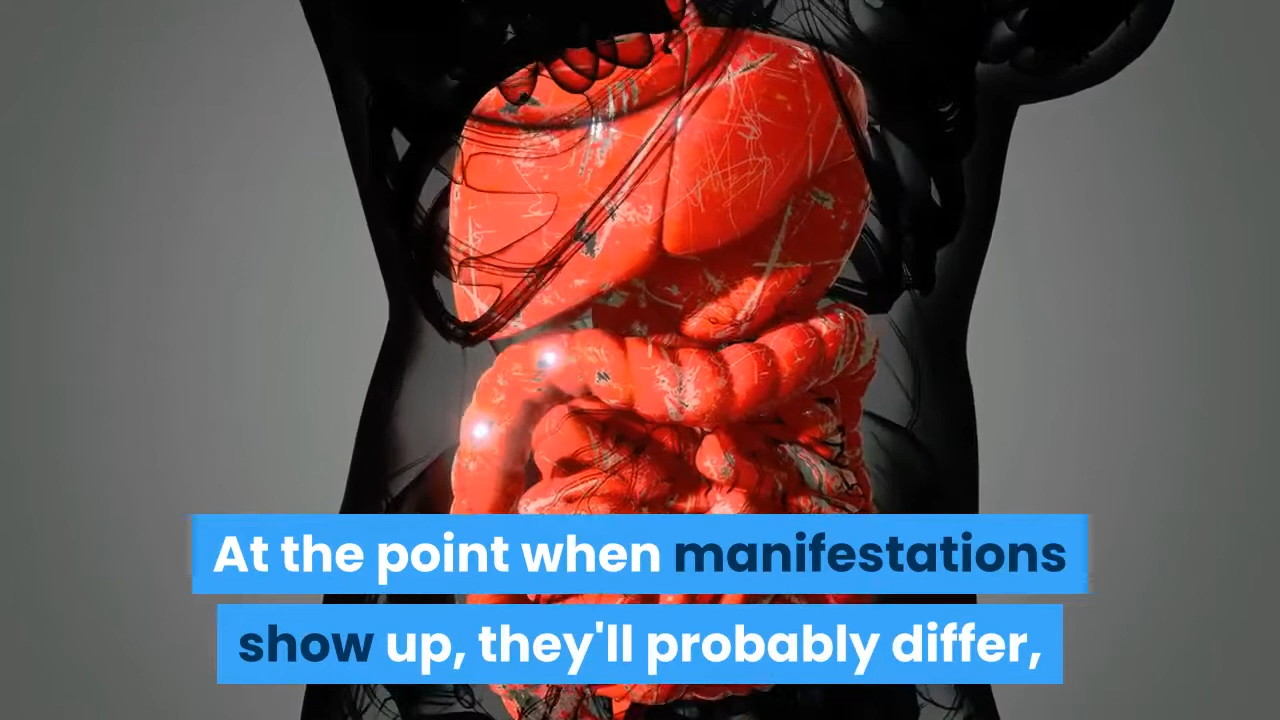 At the point when manifestations
show up, they'll probably differ,